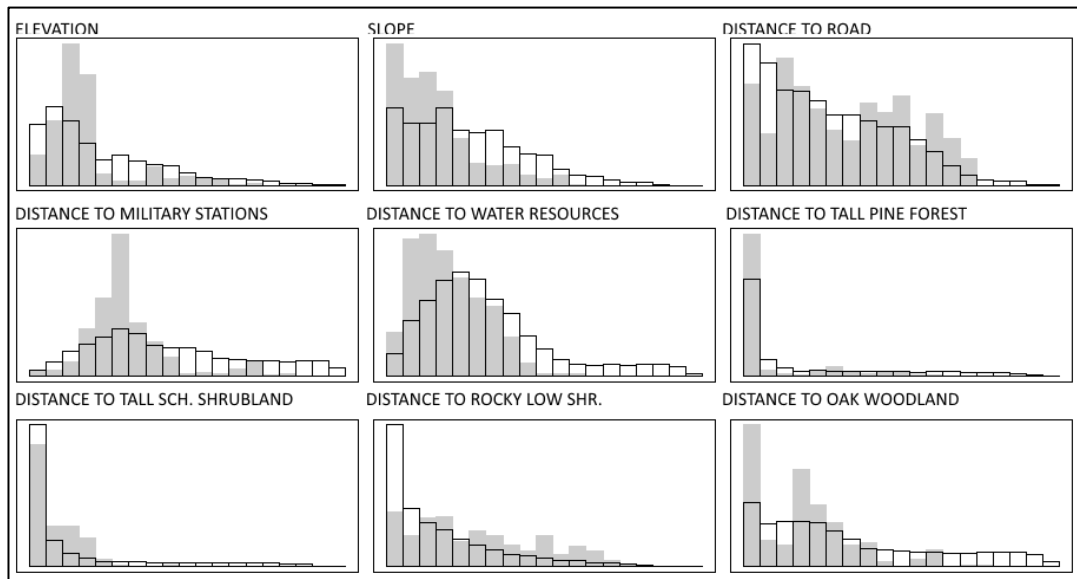 ELEVATION
SLOPE
DISTANCE TO ROAD
DISTANCE TO MILITARY STATIONS
DISTANCE TO WATER RESOURCES
DISTANCE TO TALL PINE FOREST
DISTANCE TO TALL SCH. SHRUBLAND
DISTANCE TO ROCKY LOW SHR.
DISTANCE TO OAK WOODLAND